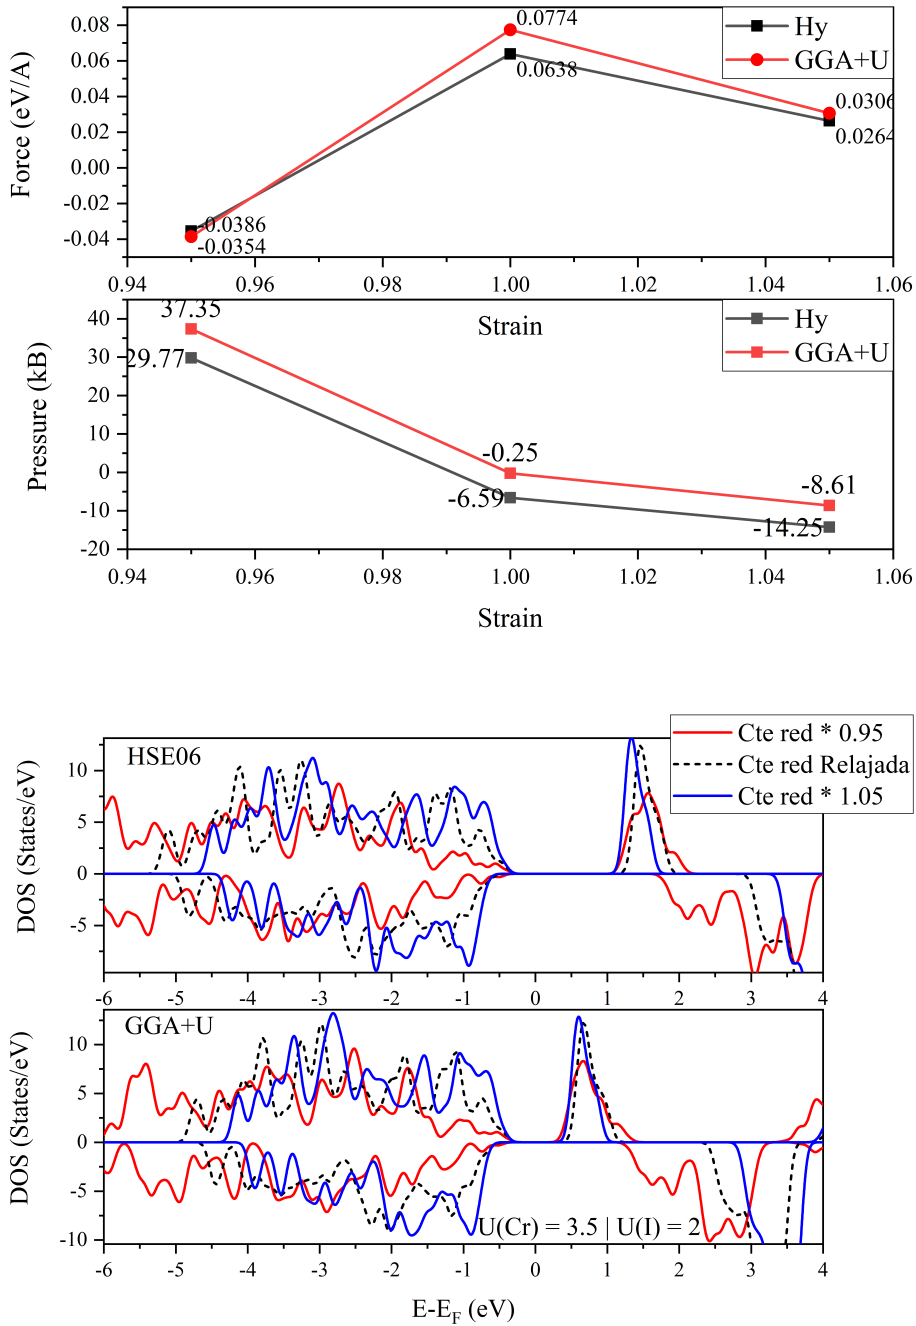 0.08
0.06
0.04
0.02
0.00
-0.02
-0.04
Force (eV/A)
0.0774
0.0638
0.0306
0.0264
-0.0386
-0.0354
Hy
GGA+U
0.94 0.96 0.98 1.00 1.02 1.04 1.06
Strain
40
30
20
10
0
-10
-20
Pressure (kB)
37.35
29.77
-0.25
-6.59
-8.61
-14.25
Hy
GGA+U
0.94 0.96 0.98 1.00 1.02 1.04 1.06
Strain
Cte red * 0.95
Cte red Relajada
Cte red * 1.05
HSE06
10
5
0
-5
DOS (States/eV)
-6 -5 -4 -3 -2 -1 0 1 2 3 4
GGA+U
10
5
0
-5
-10
DOS (States/eV)
U(Cr) = 3.5 | U(I) = 2
-6 -5 -4 -3 -2 -1 0 1 2 3 4
E-E_F (eV)